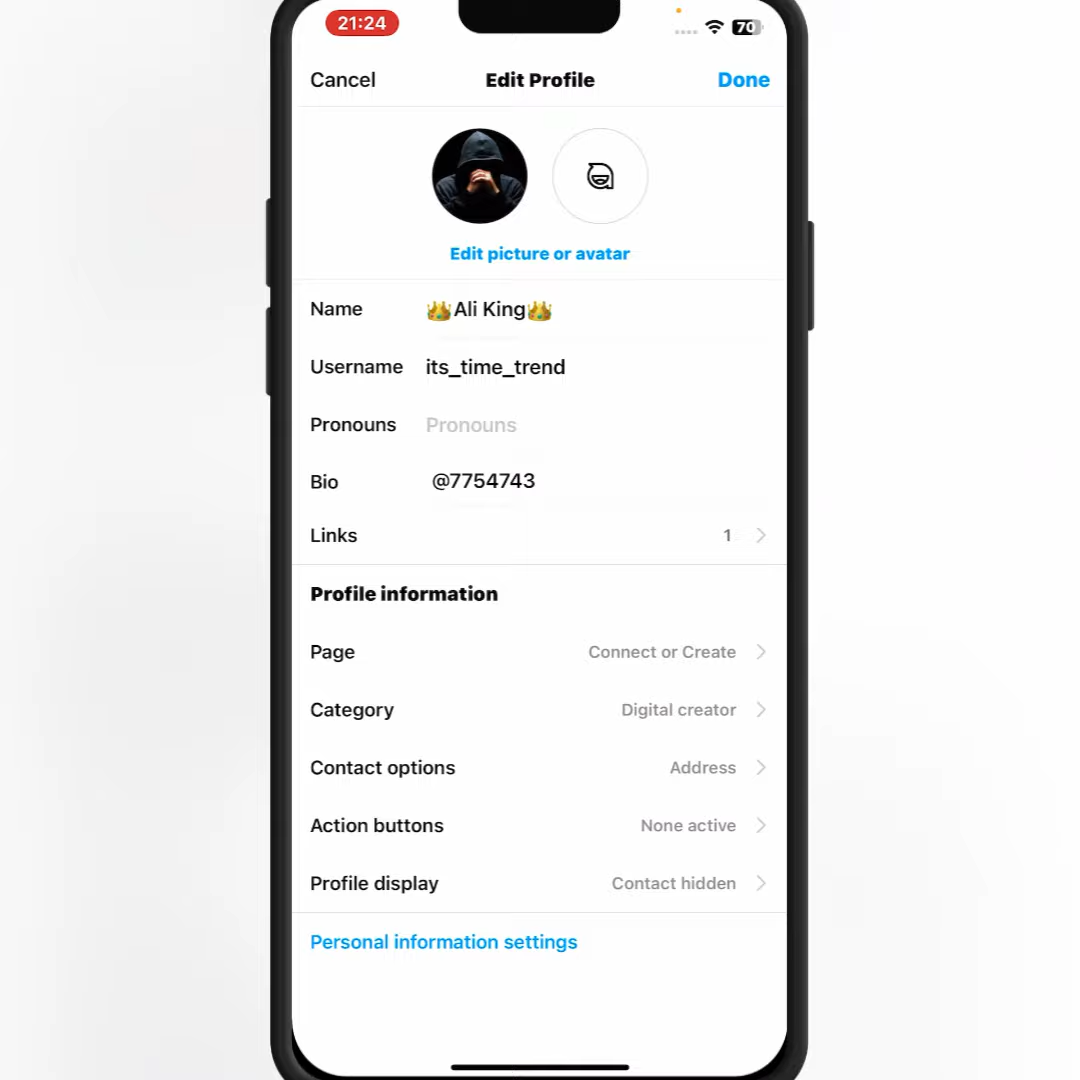 21:24
70
Cancel
Edit Profile
Done
Edit picture or avatar
Name
👑Ali King👑
Username
its_time_trend
Pronouns
Pronouns
Bio
@7754743
Links
1
Profile information
Page
Connect or Create
Category
Digital creator
Contact options
Address
Action buttons
None active
Profile display
Contact hidden
Personal information settings